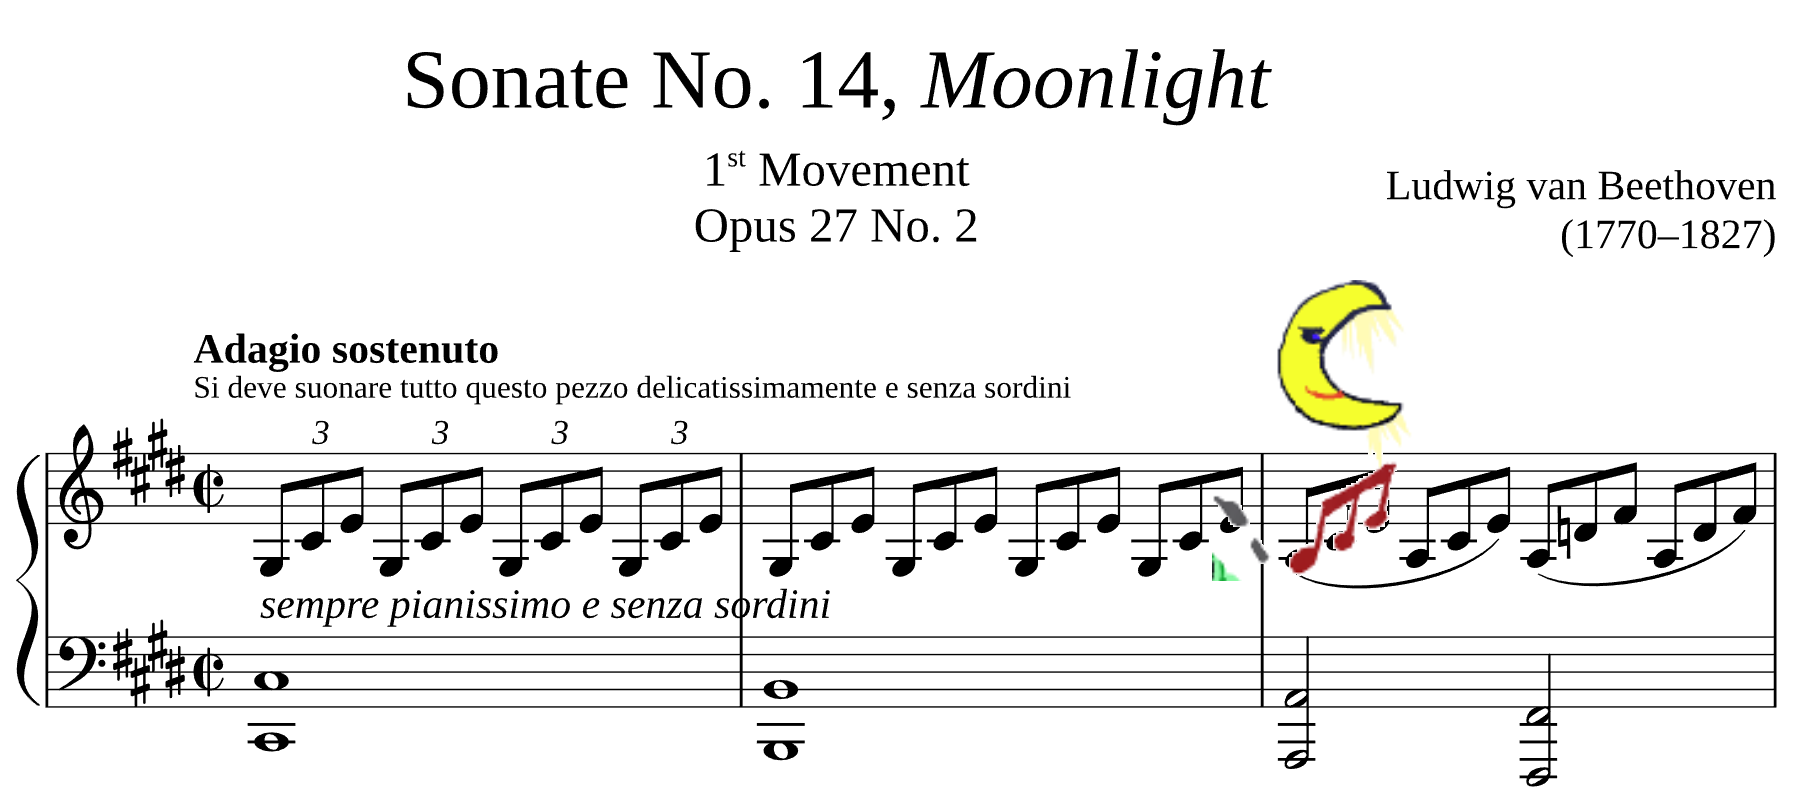 Sonate No. 14, Moonlight
1st Movement
Opus 27 No. 2
Ludwig van Beethoven
(1770–1827)
Adagio sostenuto
Si deve suonare tutto questo pezzo delicatissimamente e senza sordini
3 3 3 3
sempre pianissimo e senza sordini